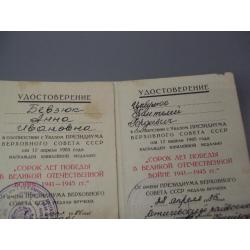 УДОСТОВЕРЕНИЕ
Бевзюк
Анна
Ивановна
в соответствии с Указом ПРЕЗИДИУМА
ВЕРХОВНОГО СОВЕТА СССР
от 12 апреля 1985 года
награжден юбилейной медалью
"СОРОК ЛЕТ ПОБЕДЫ
В ВЕЛИКОЙ ОТЕЧЕСТВЕННОЙ
ВОЙНЕ 1941—1945 гг."
От имени ПРЕЗИДИУМА ВЕРХОВНОГО
СОВЕТА СССР медаль вручена
УДОСТОВЕРЕНИЕ
в соответствии с Указом ПРЕЗИДИУМА
ВЕРХОВНОГО СОВЕТА СССР
от 12 апреля 1985 года
награжден юбилейной медалью
"СОРОК ЛЕТ ПОБЕДЫ
В ВЕЛИКОЙ ОТЕЧЕСТВЕННОЙ
ВОЙНЕ 1941—1945 гг."
От имени ПРЕЗИДИУМА ВЕРХОВНОГО
СОВЕТА СССР медаль вручена
апреля